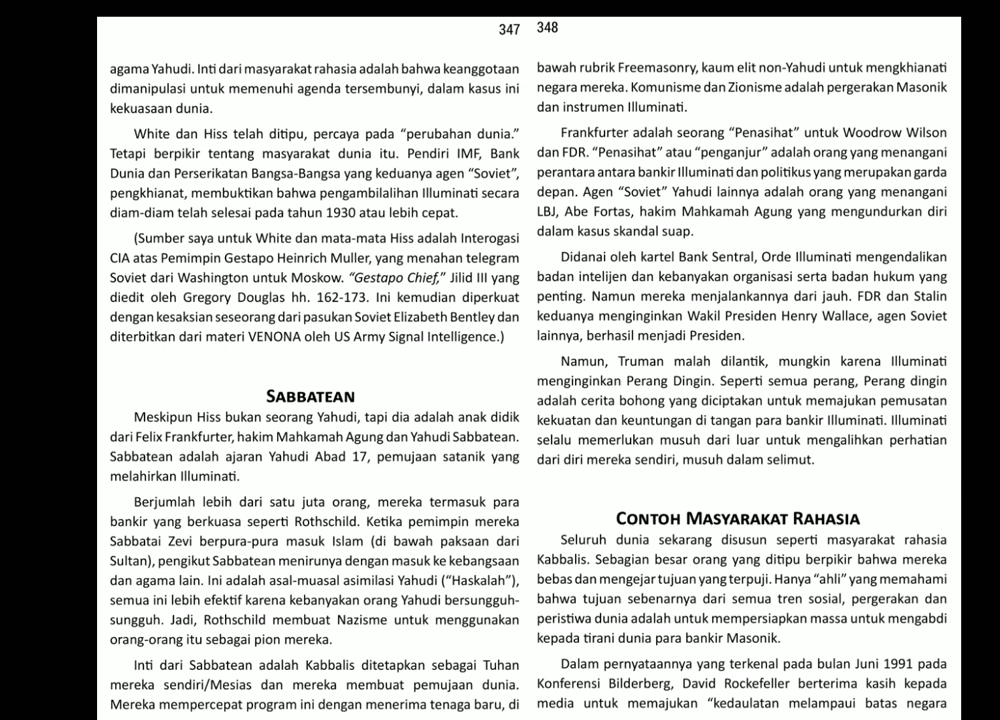 347
agama Yahudi. Inti dari masyarakat rahasia adalah bahwa keanggotaan
dimanipulasi untuk memenuhi agenda tersembunyi, dalam kasus ini
kekuasaan dunia.
White dan Hiss telah ditipu, percaya pada “perubahan dunia.”
Tetapi berpikir tentang masyarakat dunia itu. Pendiri IMF, Bank
Dunia dan Perserikatan Bangsa-Bangsa yang keduanya agen “Soviet”,
pengkhianat, membuktikan bahwa pengambilalihan Illuminati secara
diam-diam telah selesai pada tahun 1930 atau lebih cepat.
(Sumber saya untuk White dan mata-mata Hiss adalah Interogasi
CIA atas Pemimpin Gestapo Heinrich Muller, yang menahan telegram
Soviet dari Washington untuk Moskow. “Gestapo Chief,” Jilid III yang
diedit oleh Gregory Douglas hh. 162-173. Ini kemudian diperkuat
dengan kesaksian seseorang dari pasukan Soviet Elizabeth Bentley dan
diterbitkan dari materi VENONA oleh US Army Signal Intelligence.)
SABBATEAN
Meskipun Hiss bukan seorang Yahudi, tapi dia adalah anak didik
dari Felix Frankfurter, hakim Mahkamah Agung dan Yahudi Sabbatean.
Sabbatean adalah ajaran Yahudi Abad 17, pemujaan satanik yang
melahirkan Illuminati.
Berjumlah lebih dari satu juta orang, mereka termasuk para
bankir yang berkuasa seperti Rothschild. Ketika pemimpin mereka
Sabbatai Zevi berpura-pura masuk Islam (di bawah paksaan dari
Sultan), pengikut Sabbatean menirunya dengan masuk ke kebangsaan
dan agama lain. Ini adalah asal-muasal asimilasi Yahudi (“Haskalah”),
semua ini lebih efektif karena kebanyakan orang Yahudi bersungguh-
sungguh. Jadi, Rothschild membuat Nazisme untuk menggunakan
orang-orang itu sebagai pion mereka.
Inti dari Sabbatean adalah Kabbalis ditetapkan sebagai Tuhan
mereka sendiri/Mesias dan mereka membuat pemujaan dunia.
Mereka mempercepat program ini dengan menerima tenaga baru, di
348
bawah rubrik Freemasonry, kaum elit non-Yahudi untuk mengkhianati
negara mereka. Komunisme dan Zionisme adalah pergerakan Masonik
dan instrumen Illuminati.
Frankfurter adalah seorang “Penasihat” untuk Woodrow Wilson
dan FDR. “Penasihat” atau “penganjur” adalah orang yang menangani
perantara antara bankir Illuminati dan politikus yang merupakan garda
depan. Agen “Soviet” Yahudi lainnya adalah orang yang menangani
LBJ, Abe Fortas, hakim Mahkamah Agung yang mengundurkan diri
dalam kasus skandal suap.
Didanai oleh kartel Bank Sentral, Orde Illuminati mengendalikan
badan intelijen dan kebanyakan organisasi serta badan hukum yang
penting. Namun mereka menjalankannya dari jauh. FDR dan Stalin
keduanya menginginkan Wakil Presiden Henry Wallace, agen Soviet
lainnya, berhasil menjadi Presiden.
Namun, Truman malah dilantik, mungkin karena Illuminati
menginginkan Perang Dingin. Seperti semua perang, Perang dingin
adalah cerita bohong yang diciptakan untuk memajukan pemusatan
kekuatan dan keuntungan di tangan para bankir Illuminati. Illuminati
selalu memerlukan musuh dari luar untuk mengalihkan perhatian
dari diri mereka sendiri, musuh dalam selimut.
CONTOH MASYARAKAT RAHASIA
Seluruh dunia sekarang disusun seperti masyarakat rahasia
Kabbalis. Sebagian besar orang yang ditipu berpikir bahwa mereka
bebas dan mengejar tujuan yang terpuji. Hanya “ahli” yang memahami
bahwa tujuan sebenarnya dari semua tren sosial, pergerakan dan
peristiwa dunia adalah untuk mempersiapkan massa untuk mengabdi
kepada tirani dunia para bankir Masonik.
Dalam pernyataannya yang terkenal pada bulan Juni 1991 pada
Konferensi Bilderberg, David Rockefeller berterima kasih kepada
media untuk memajukan “kedaulatan melampaui batas negara